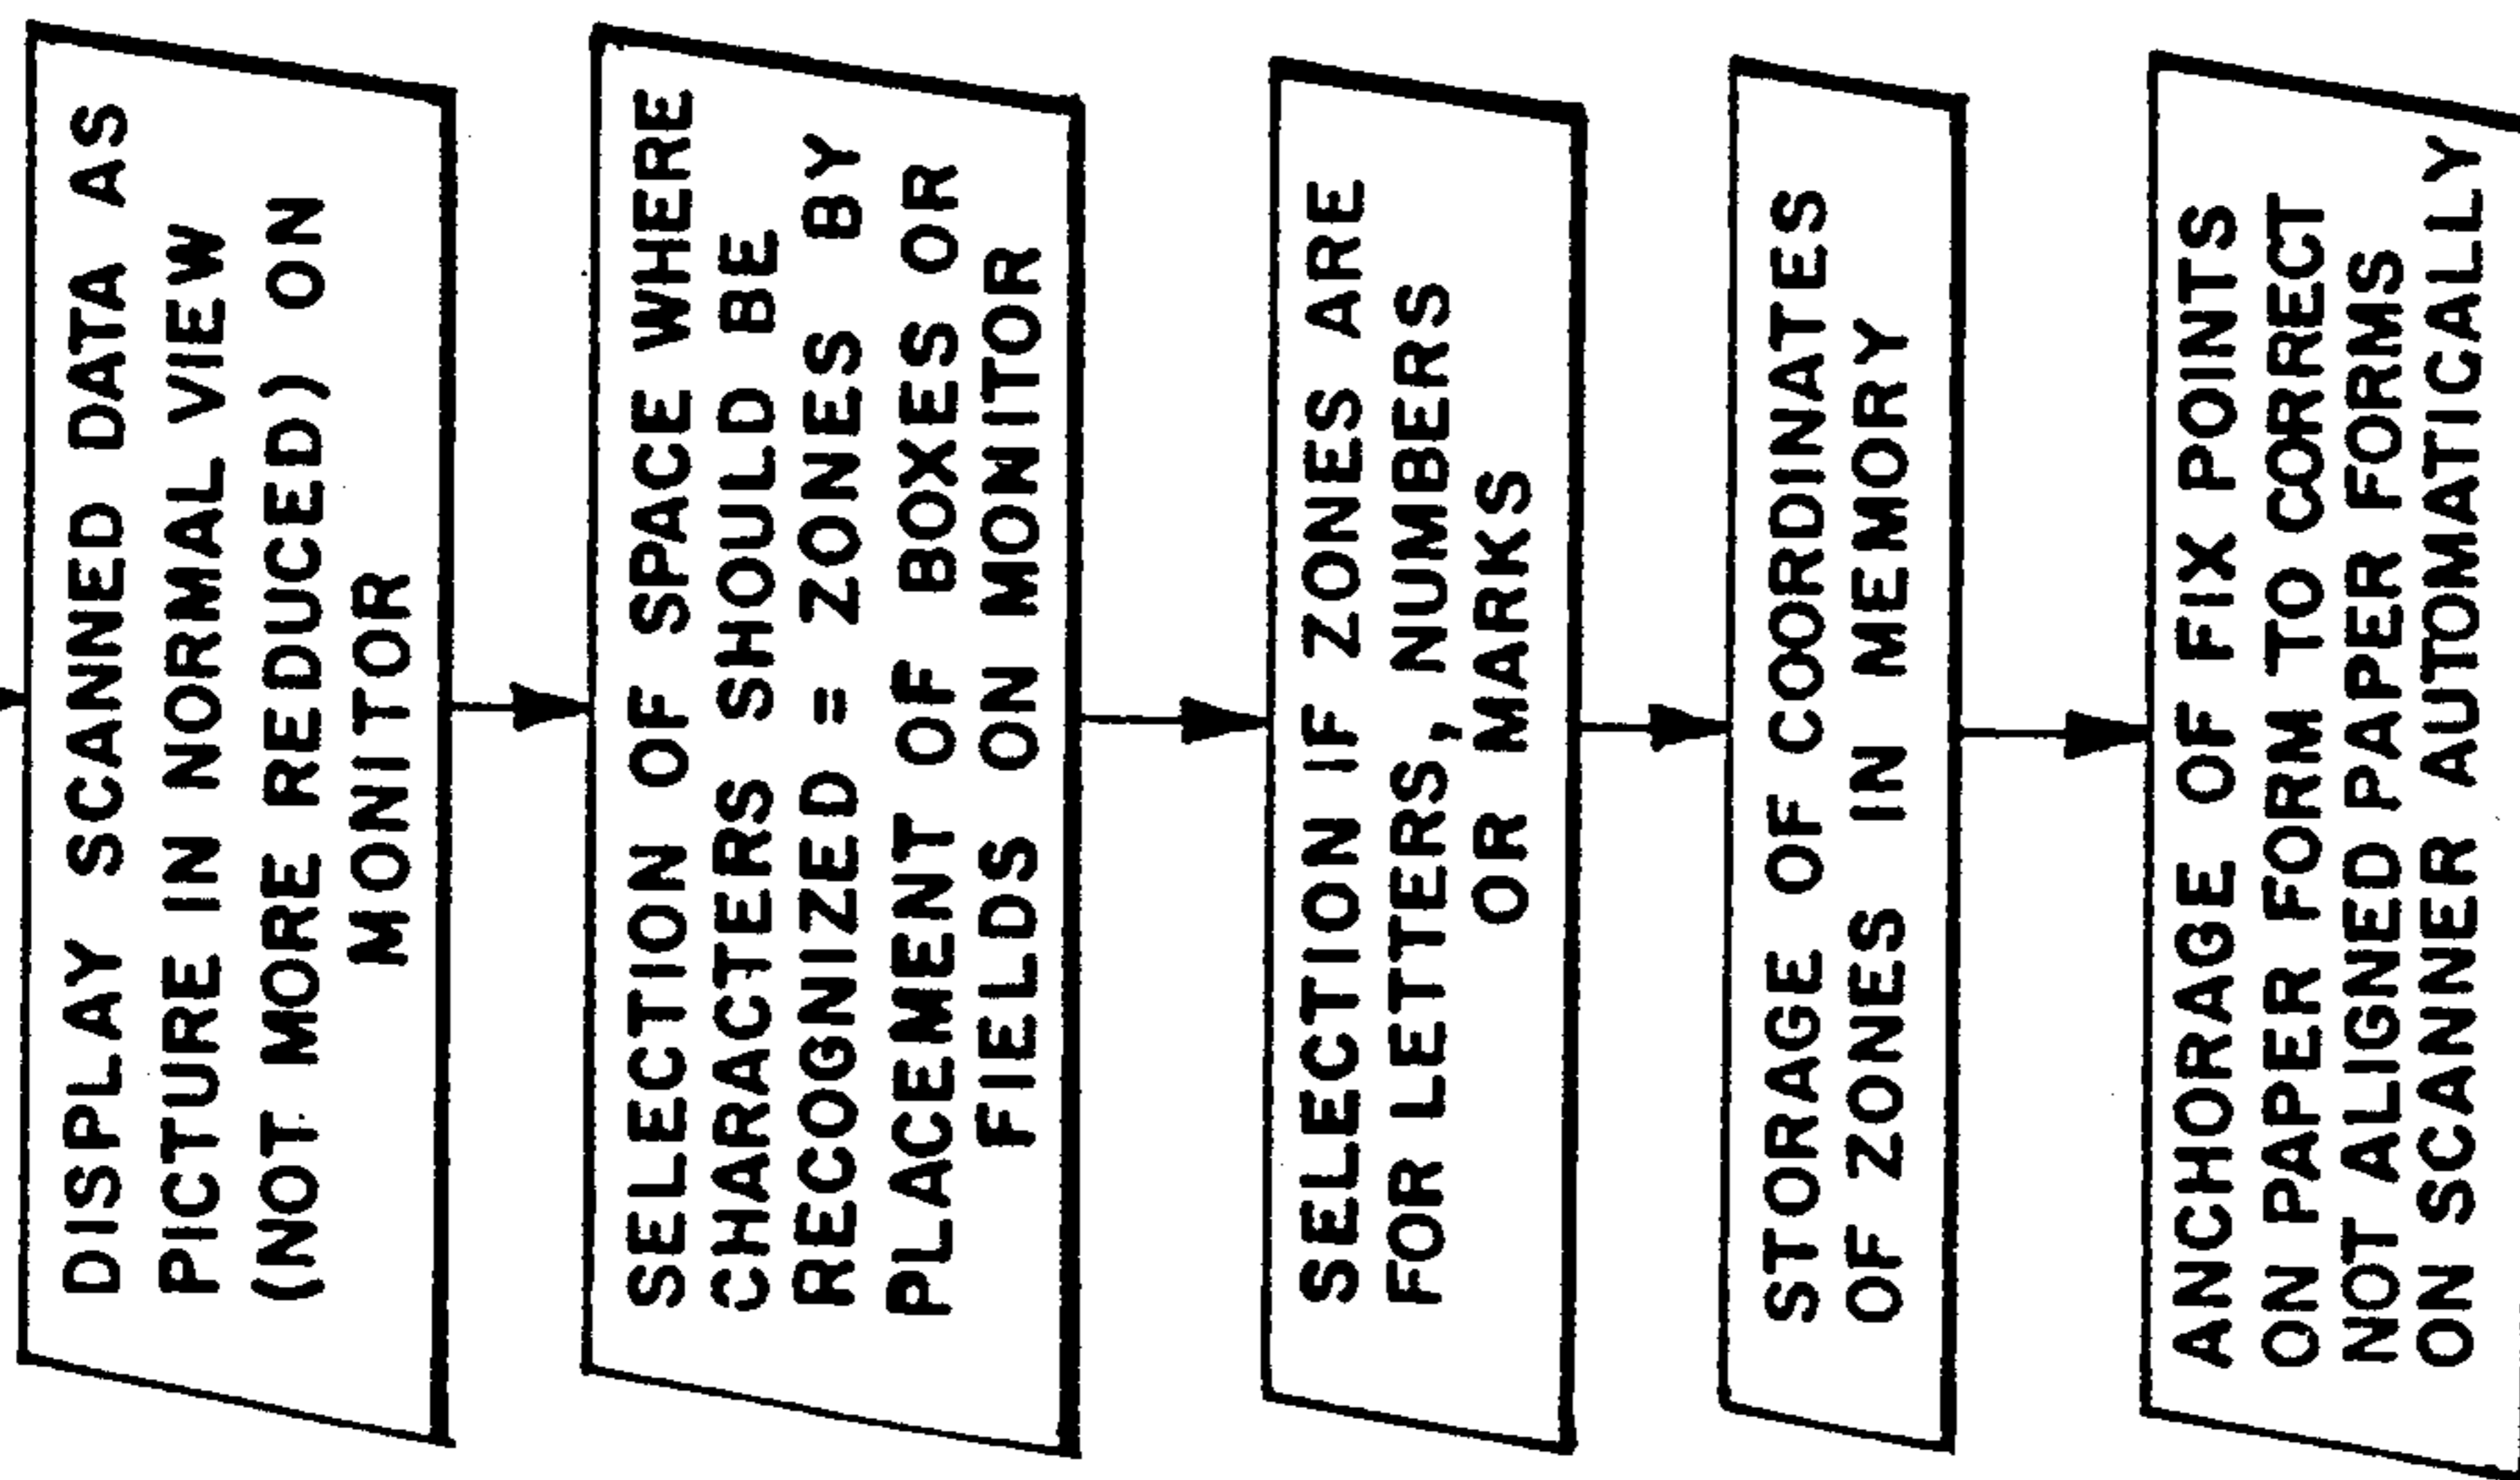 DISPLAY SCANNED DATA AS
PICTURE IN NORMAL VIEW
(NOT MORE REDUCED) ON
MONITOR
SELECTION OF SPACE WHERE
CHARACTERS SHOULD BE
RECOGNIZED = ZONES BY
PLACEMENT OF BOXES OR
FIELDS ON MONITOR
SELECTION IF ZONES ARE
FOR LETTERS, NUMBERS
OR MARKS
STORAGE OF COORDINATES
OF ZONES IN MEMORY
ANCHORAGE OF FIX POINTS
ON PAPER FORM TO CORRECT
NOT ALIGNED PAPER FORMS
ON SCANNER AUTOMATICALLY